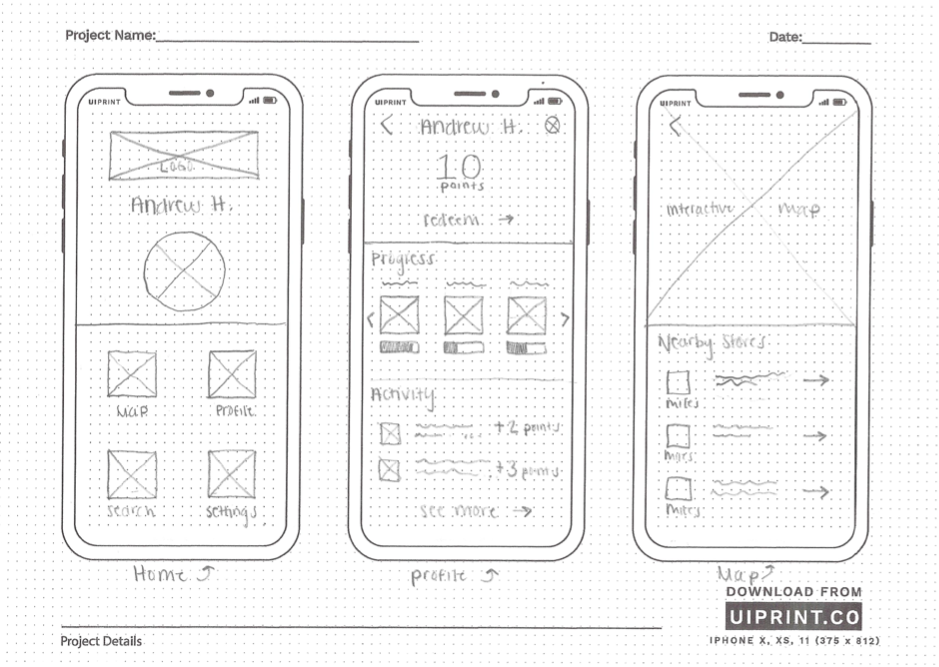 Project Name:
Date:
UIPRINT
LOGO
Andrew H.
MAP
Profile
search
settings
Home
UIPRINT
Andrew H.
10
points
redeem
Progress
Activity
+2 points
+3 points
see more
profile
UIPRINT
interactive map
Nearby Stores
miles
miles
miles
Map
DOWNLOAD FROM
UIPRINT.CO
IPHONE X, XS, 11 (375 x 812)
Project Details